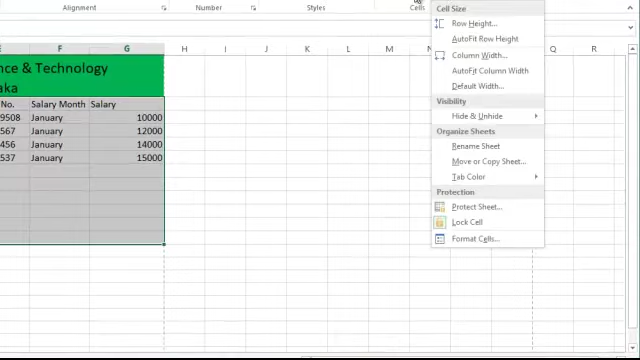 Alignment
Number
Styles
Cells
E
F
G
H
I
J
K
L
M
N
Q
R
nce & Technology
aka
No.
Salary Month
Salary
9508
January
10000
567
January
12000
456
January
14000
537
January
15000
Cell Size
Row Height...
AutoFit Row Height
Column Width...
AutoFit Column Width
Default Width...
Visibility
Hide & Unhide
Organize Sheets
Rename Sheet
Move or Copy Sheet...
Tab Color
Protection
Protect Sheet...
Lock Cell
Format Cells...